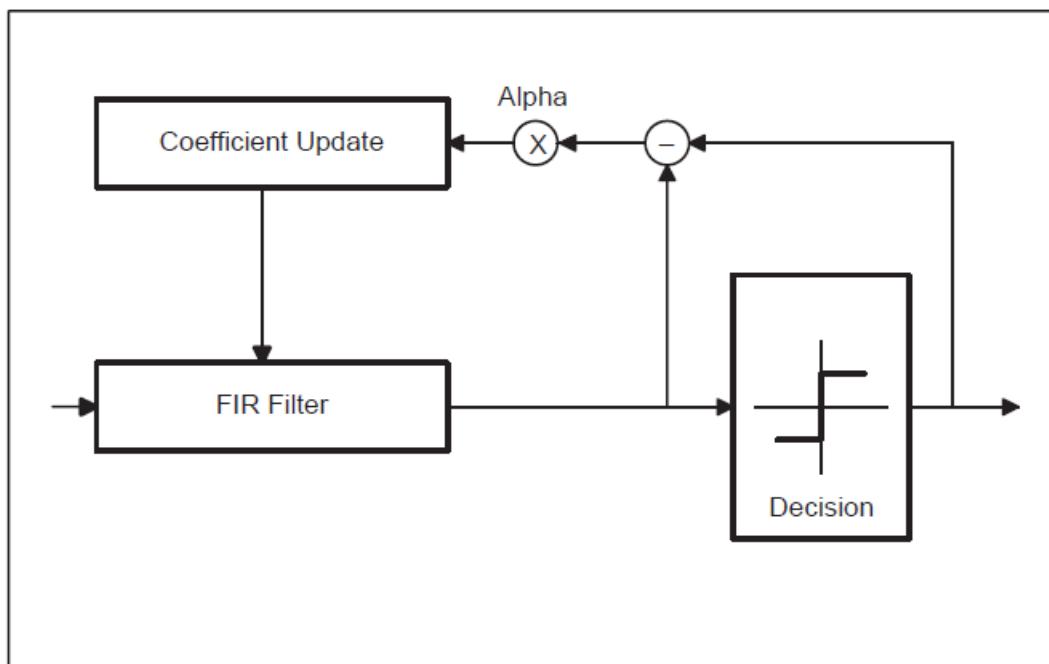 Alpha
Coefficient Update
X
–
FIR Filter
Decision